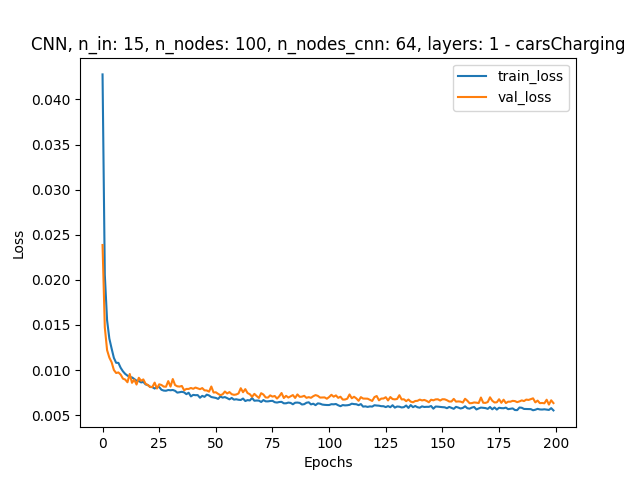 CNN, n_in: 15, n_nodes: 100, n_nodes_cnn: 64, layers: 1 - carsCharging
train_loss
val_loss
0.040
0.035
0.030
0.025
0.020
0.015
0.010
0.005
Loss
0 25 50 75 100 125 150 175 200
Epochs